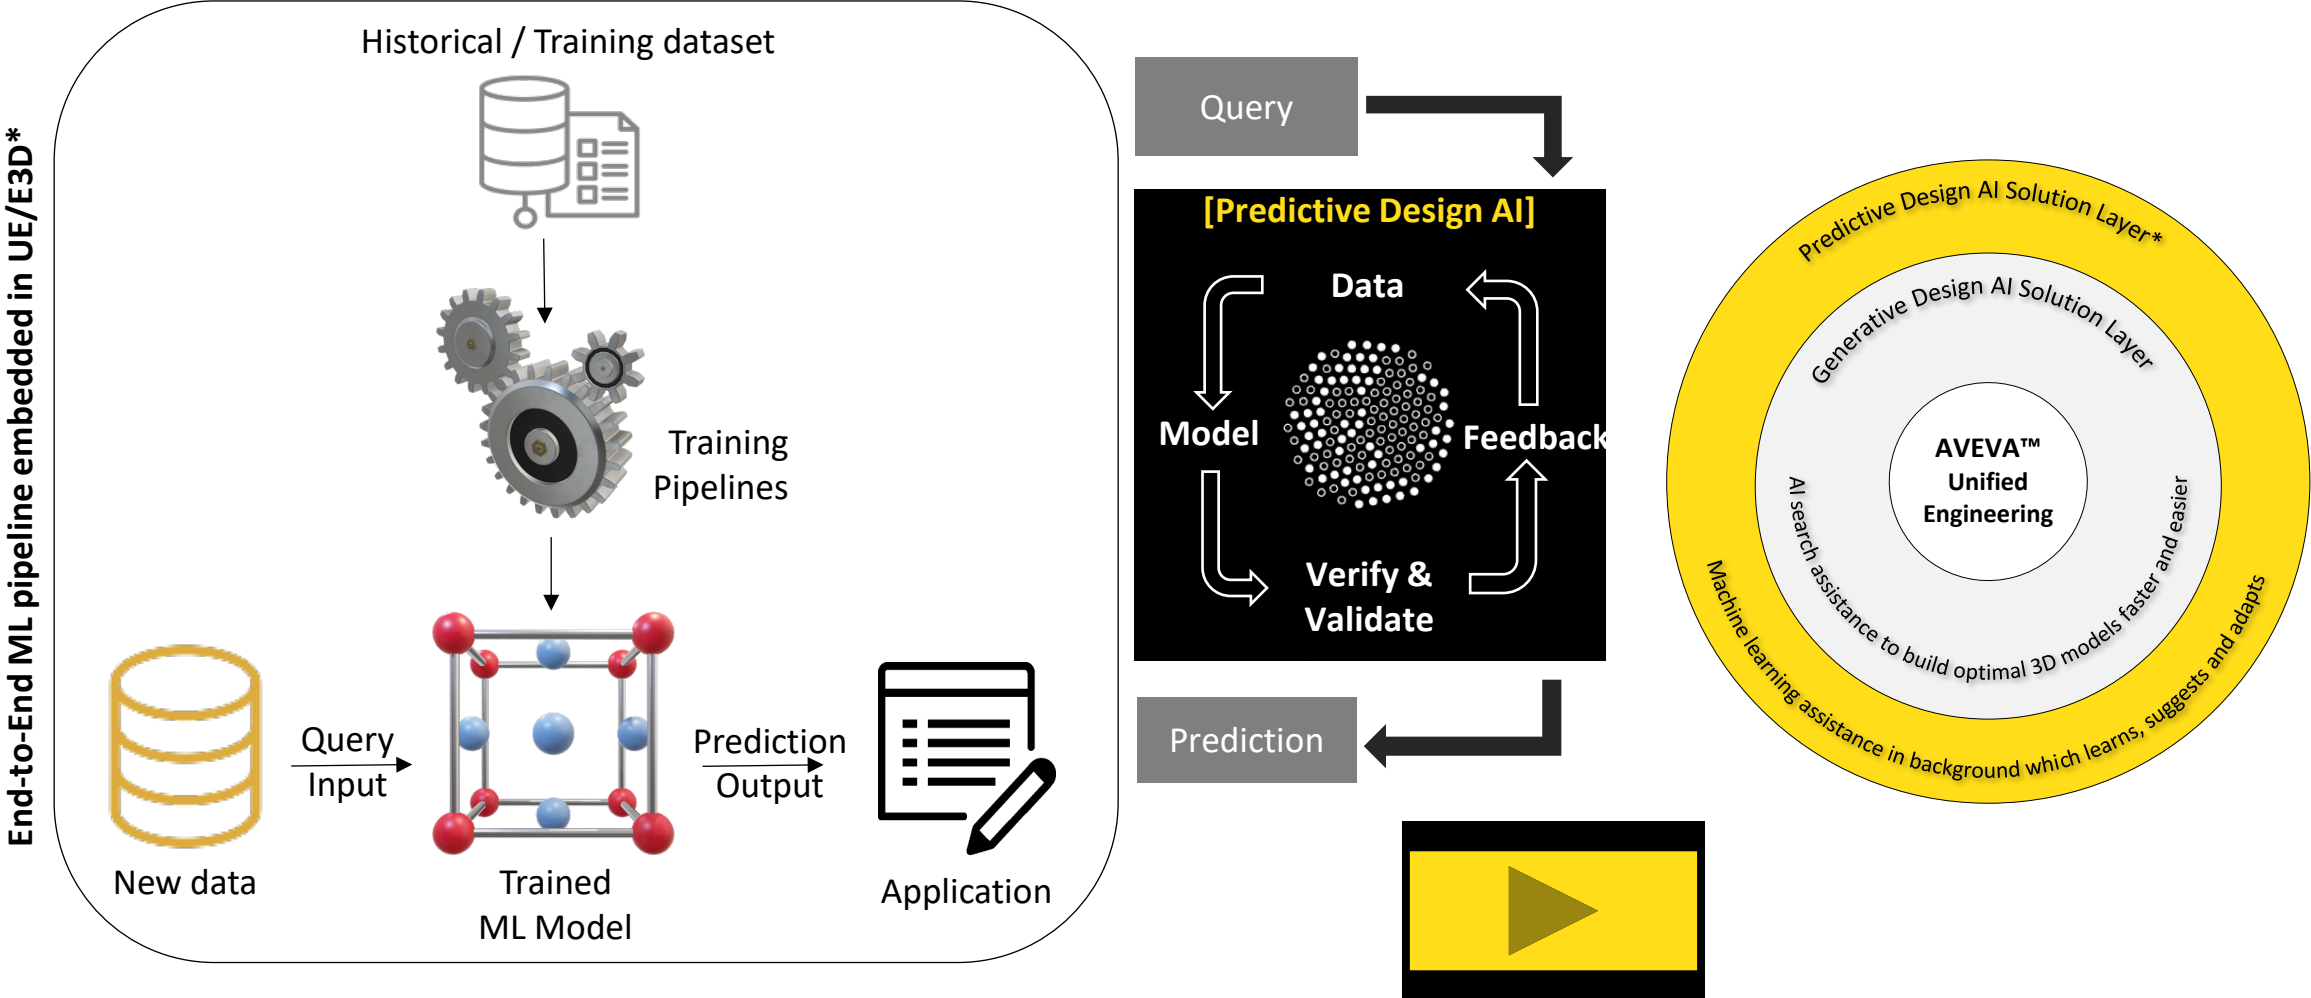 End-to-End ML pipeline embedded in UE/E3D*
Historical / Training dataset
Training
Pipelines
Query
Input
Prediction
Output
New data
Trained
ML Model
Application
Query
[Predictive Design AI]
Data
Model
Feedback
Verify &
Validate
Prediction
Predictive Design AI Solution Layer*
Generative Design AI Solution Layer
AVEVA™
Unified
Engineering
AI search assistance to build optimal 3D models faster and easier
Machine learning assistance in background which learns, suggests and adapts